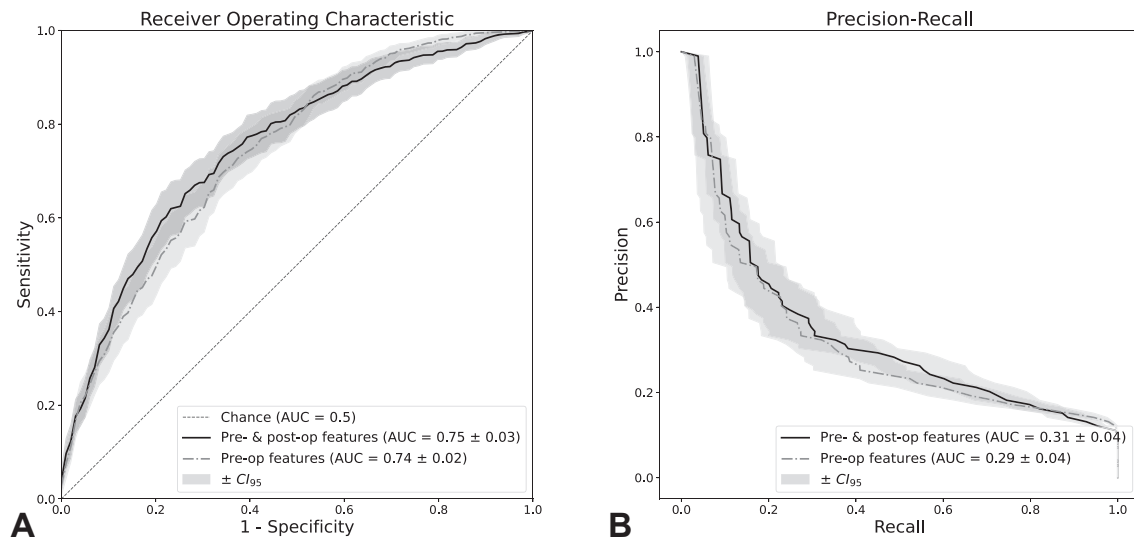 Receiver Operating Characteristic
1.0
0.8
0.6
0.4
0.2
0.0
Sensitivity
Chance (AUC = 0.5)
Pre- & post-op features (AUC = 0.75 ± 0.03)
Pre-op features (AUC = 0.74 ± 0.02)
± CI95
0.0 0.2 0.4 0.6 0.8 1.0
1 - Specificity
A
Precision-Recall
1.0
0.8
0.6
0.4
0.2
0.0
Precision
Pre- & post-op features (AUC = 0.31 ± 0.04)
Pre-op features (AUC = 0.29 ± 0.04)
± CI95
0.0 0.2 0.4 0.6 0.8 1.0
Recall
B